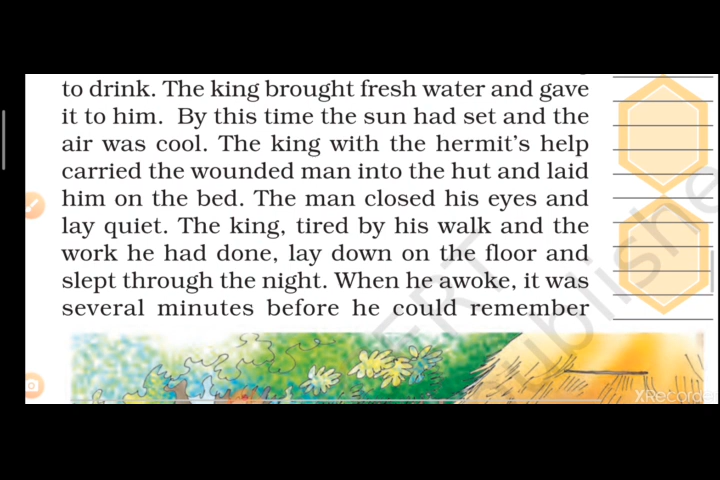 to drink. The king brought fresh water and gave
it to him. By this time the sun had set and the
air was cool. The king with the hermit's help
carried the wounded man into the hut and laid
him on the bed. The man closed his eyes and
lay quiet. The king, tired by his walk and the
work he had done, lay down on the floor and
slept through the night. When he awoke, it was
several minutes before he could remember
XRecorder